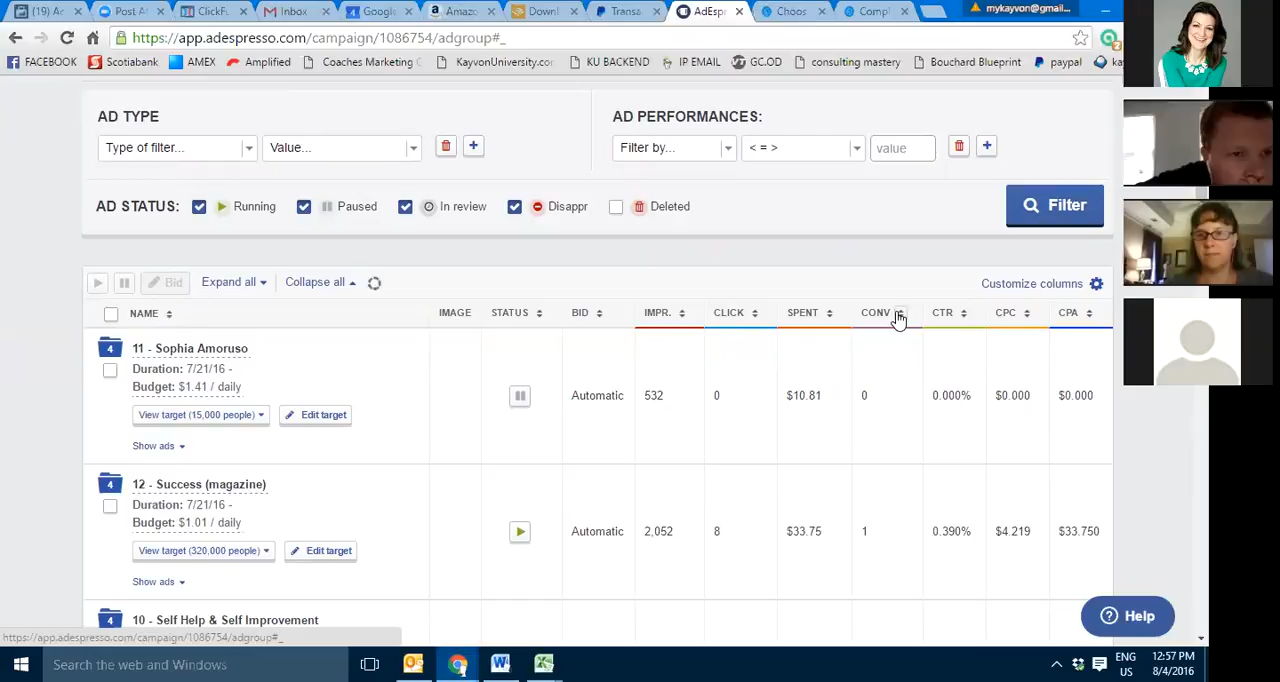 (19) Ac
Post A
ClickFu
Inbox
Google
Amazo
Downl
Transa
AdEsp
Choos
Compl
mykayvon@gmail...
https://app.adespresso.com/campaign/1086754/adgroup#_
FACEBOOK Scotiabank AMEX Amplified Coaches Marketing KayvonUniversity.co KU BACKEND IP EMAIL GC.OD consulting mastery Bouchard Blueprint paypal ka
AD TYPE
AD PERFORMANCES:
Type of filter... Value... Filter by... < = > value
AD STATUS: Running Paused In review Disappr Deleted Filter
Bid Expand all Collapse all Customize columns
NAME IMAGE STATUS BID IMPR. CLICK SPENT CONV CTR CPC CPA
4 11 - Sophia Amoruso
Duration: 7/21/16 -
Budget: $1.41 / daily
Automatic 532 0 $10.81 0 0.000% $0.000 $0.000
View target (15,000 people) Edit target
Show ads
4 12 - Success (magazine)
Duration: 7/21/16 -
Budget: $1.01 / daily
Automatic 2,052 8 $33.75 1 0.390% $4.219 $33.750
View target (320,000 people) Edit target
Show ads
4 10 - Self Help & Self Improvement
Help
https://app.adespresso.com/campaign/1086754/adgroup#_
Search the web and Windows
ENG
US
12:57 PM
8/4/2016